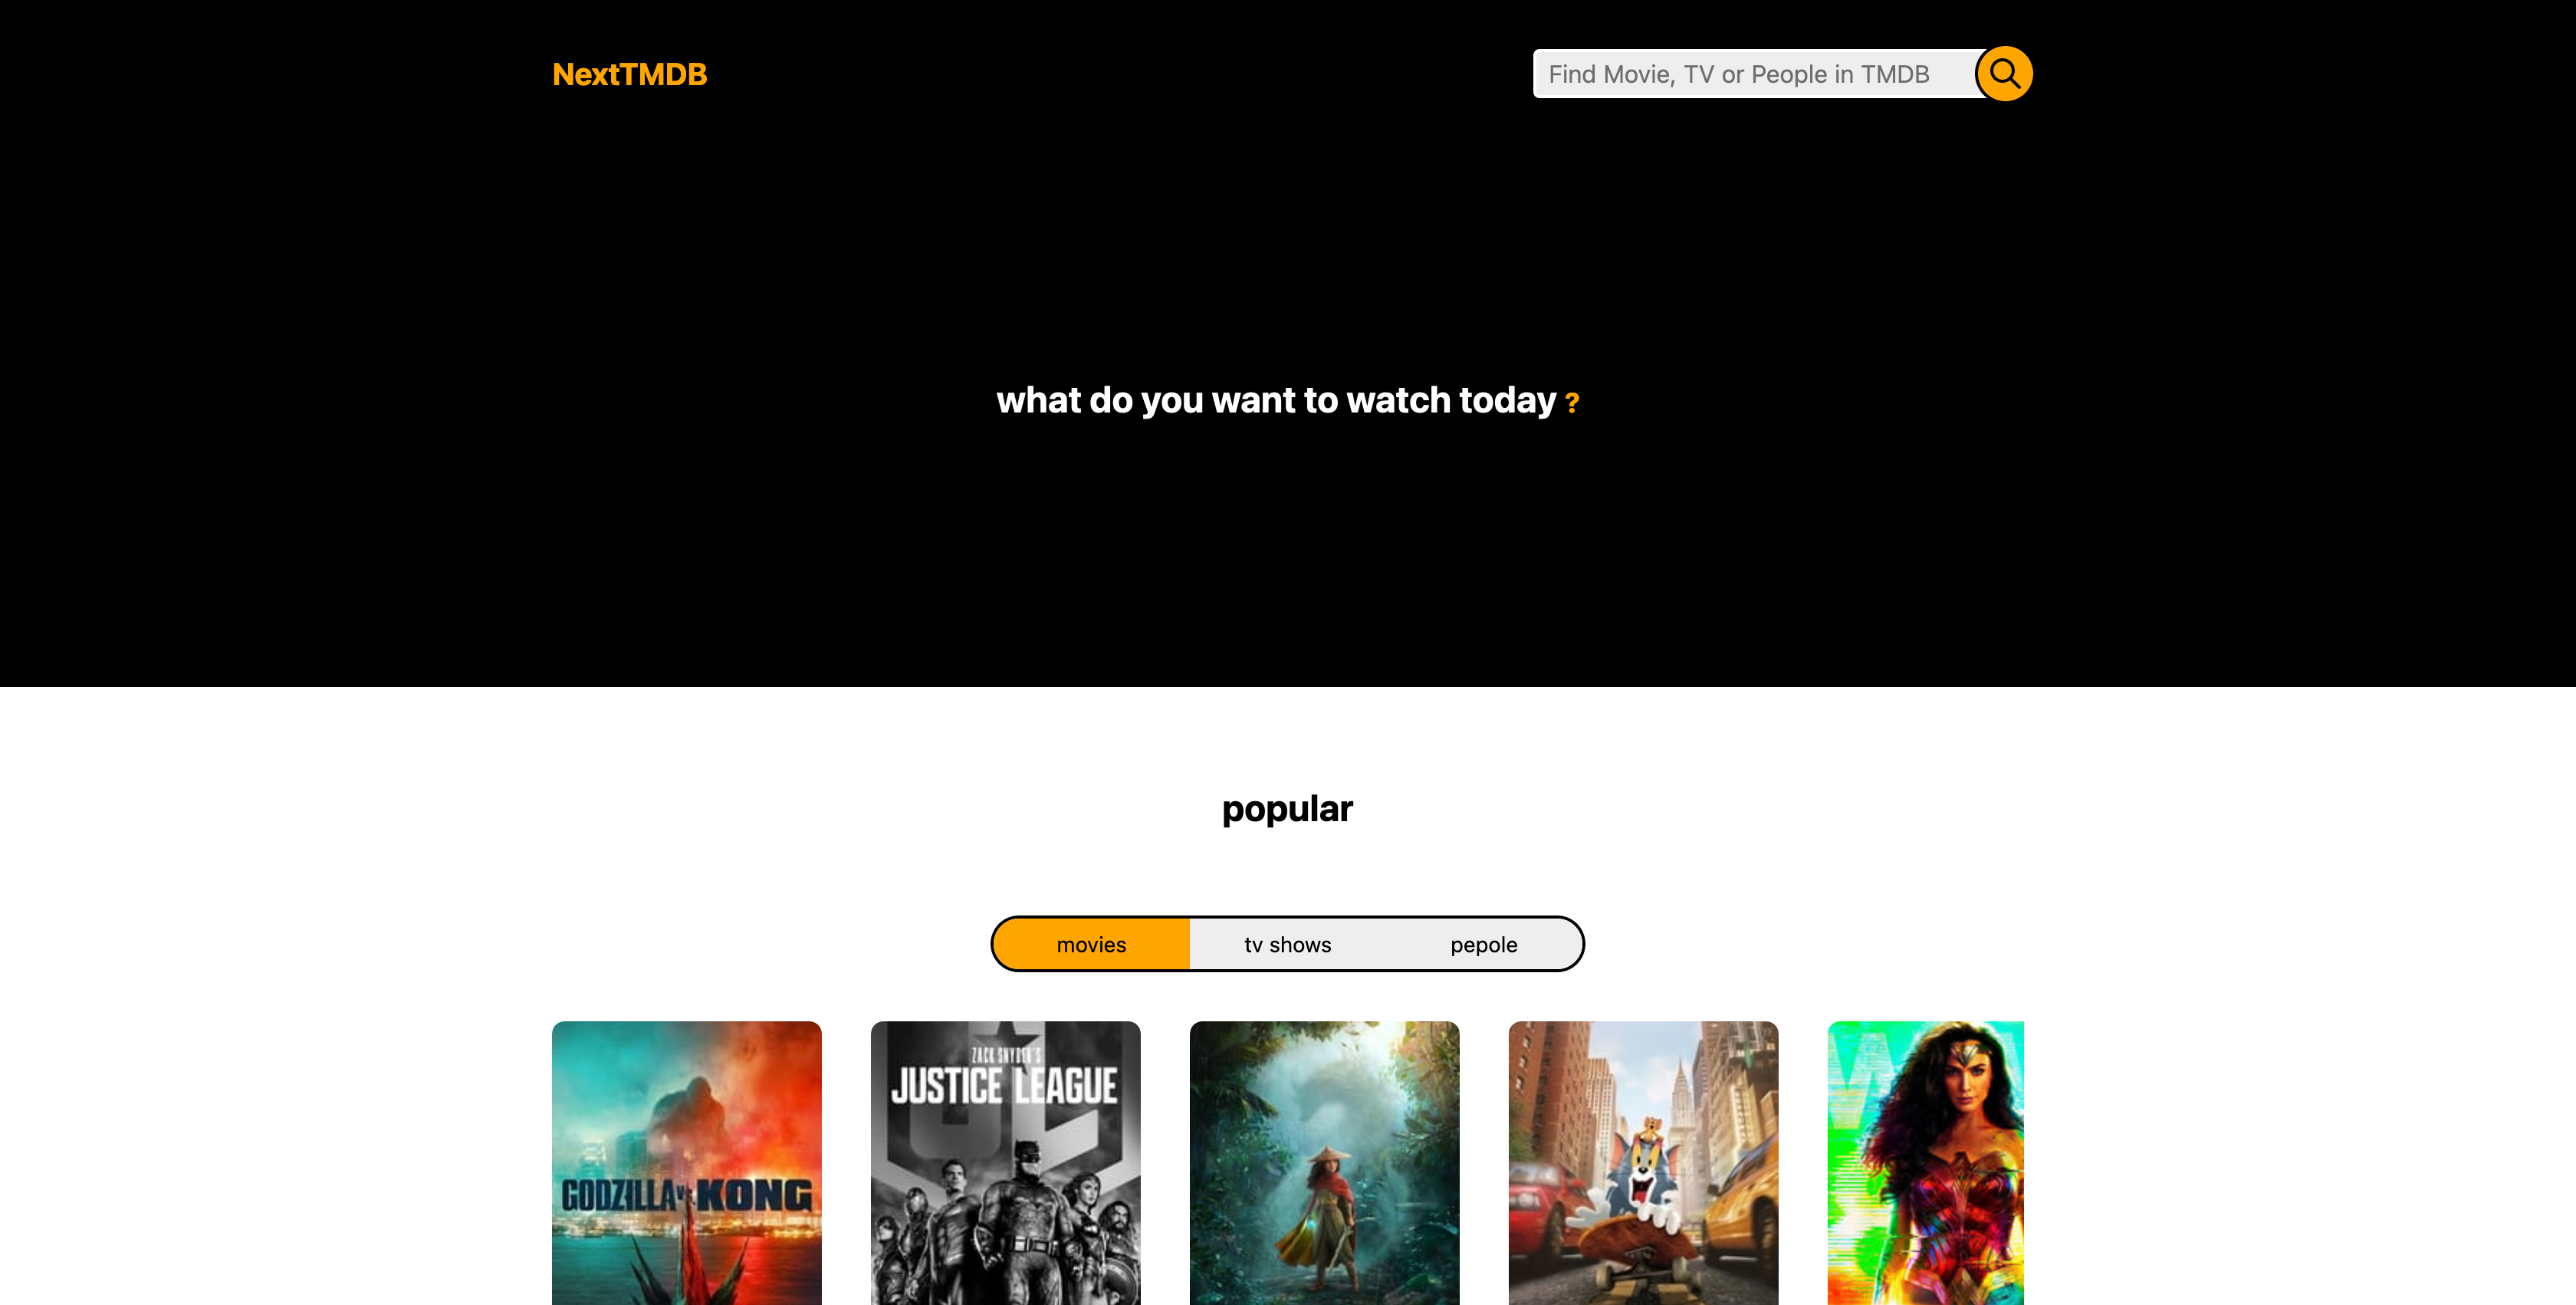 NextTMDB
Find Movie, TV or People in TMDB
what do you want to watch today ?
popular
movies
tv shows
pepole
GODZILLA vs. KONG
ZACK SNYDER'S
JUSTICE LEAGUE